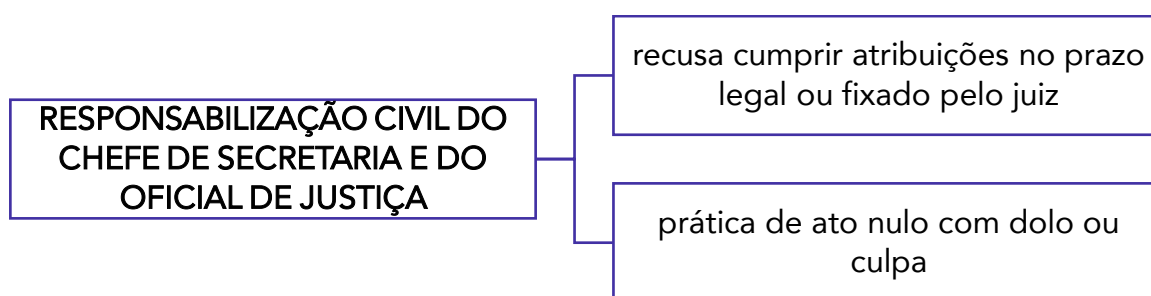 RESPONSABILIZAÇÃO CIVIL DO
CHEFE DE SECRETARIA E DO
OFICIAL DE JUSTIÇA
recusa cumprir atribuições no prazo
legal ou fixado pelo juiz
prática de ato nulo com dolo ou
culpa